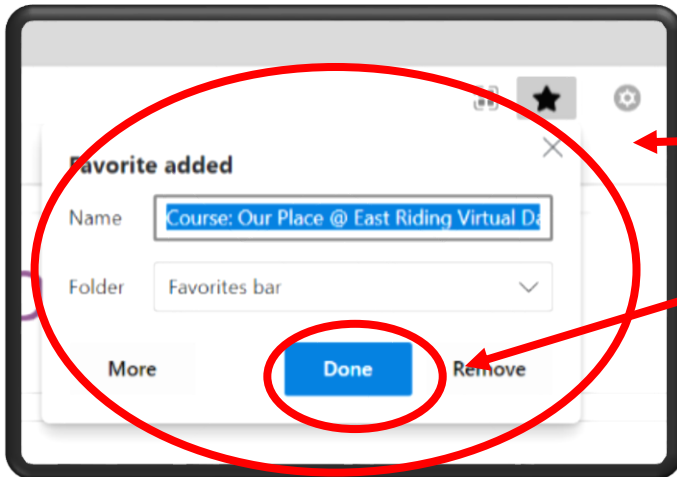 Favorite added
Name Course: Our Place @ East Riding Virtual Da
Folder Favorites bar
More Done Remove